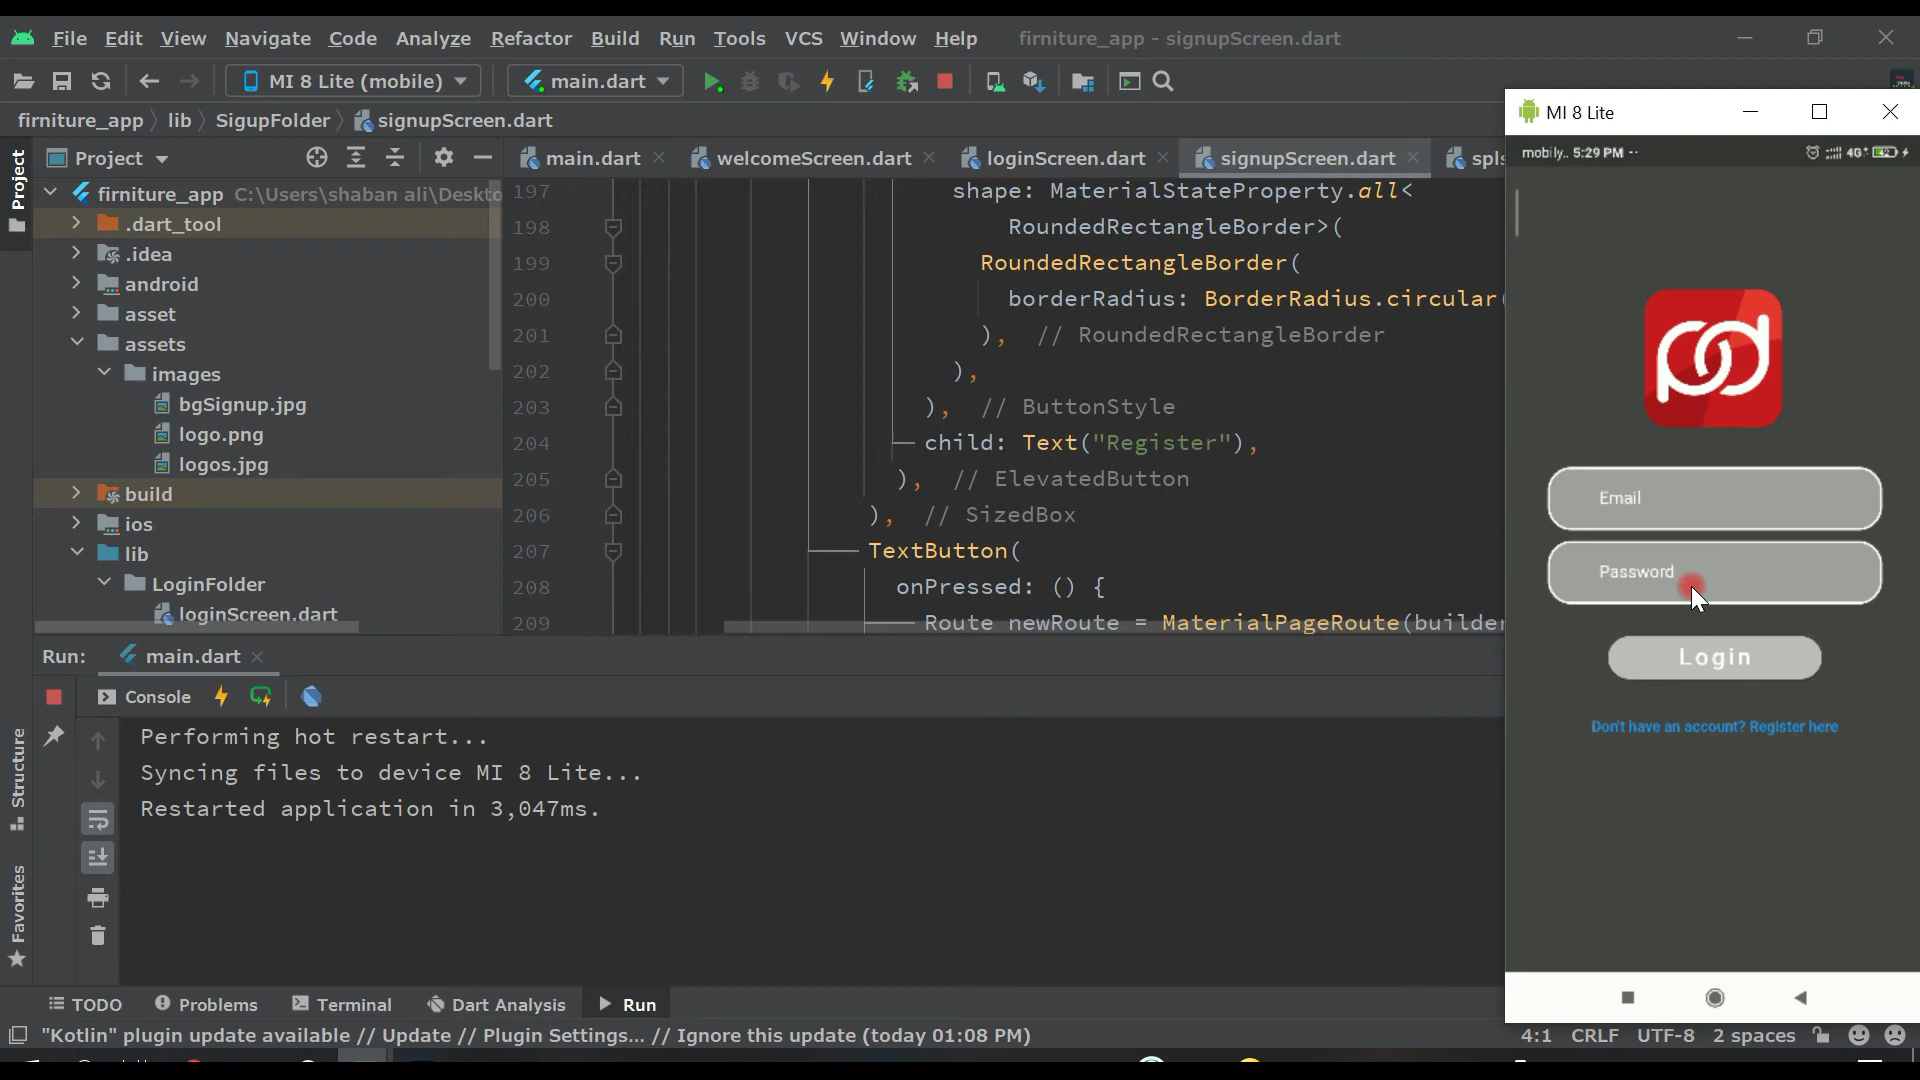 File Edit View Navigate Code Analyze Refactor Build Run Tools VCS Window Help firniture_app - signupScreen.dart
MI 8 Lite (mobile) main.dart
firniture_app lib SigupFolder signupScreen.dart
Project
Project
firniture_app C:\Users\shaban ali\Deskto
.dart_tool
.idea
android
asset
assets
images
bgSignup.jpg
logo.png
logos.jpg
build
ios
lib
LoginFolder
loginScreen.dart
main.dart welcomeScreen.dart loginScreen.dart signupScreen.dart spls
197 shape: MaterialStateProperty.all<
198 RoundedRectangleBorder>(
199 RoundedRectangleBorder(
200 borderRadius: BorderRadius.circular(
201 ), // RoundedRectangleBorder
202 ),
203 ), // ButtonStyle
204 child: Text("Register"),
205 ), // ElevatedButton
206 ), // SizedBox
207 TextButton(
208 onPressed: () {
209 Route newRoute = MaterialPageRoute(builder
Run: main.dart
Console
Performing hot restart...
Syncing files to device MI 8 Lite...
Restarted application in 3,047ms.
Structure
Favorites
TODO Problems Terminal Dart Analysis Run
"Kotlin" plugin update available // Update // Plugin Settings... // Ignore this update (today 01:08 PM)
4:1 CRLF UTF-8 2 spaces
MI 8 Lite
mobily.. 5:29 PM ··
4G+
Email
Password
Login
Don't have an account? Register here